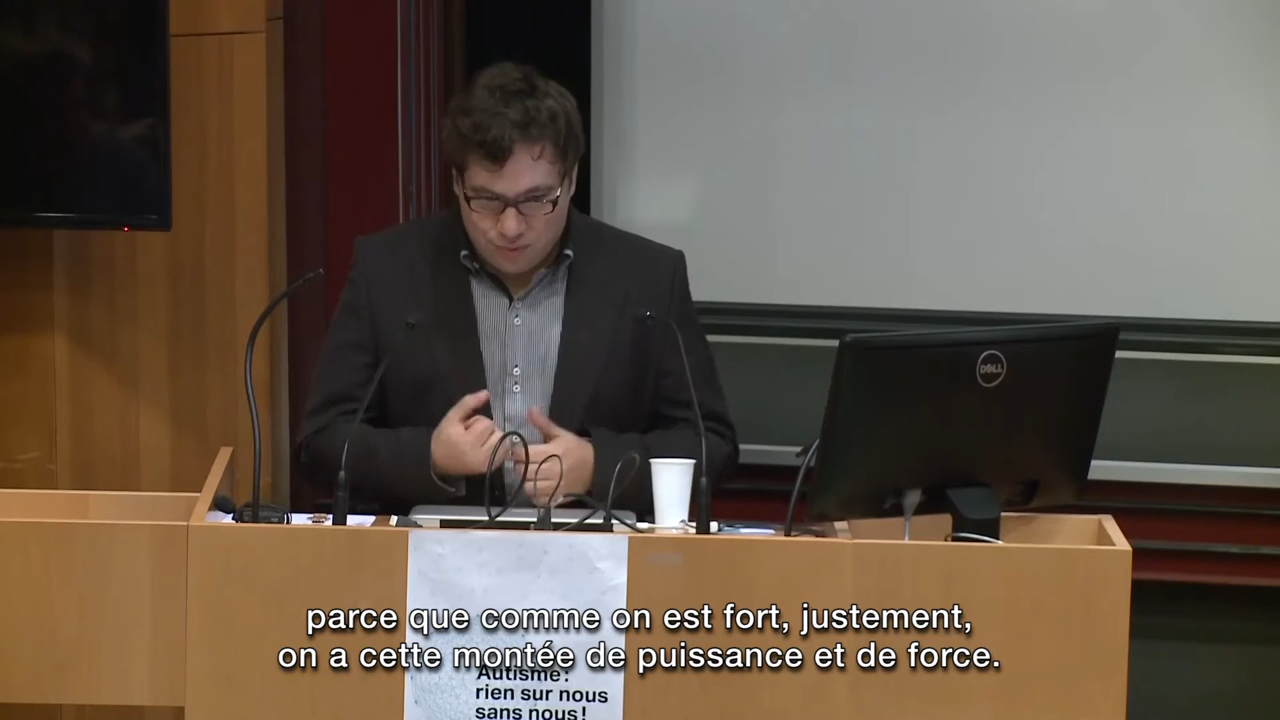 DELL
parce que comme on est fort, justement,
on a cette montée de puissance et de force.
Autisme:
rien sur nous
sans nous!